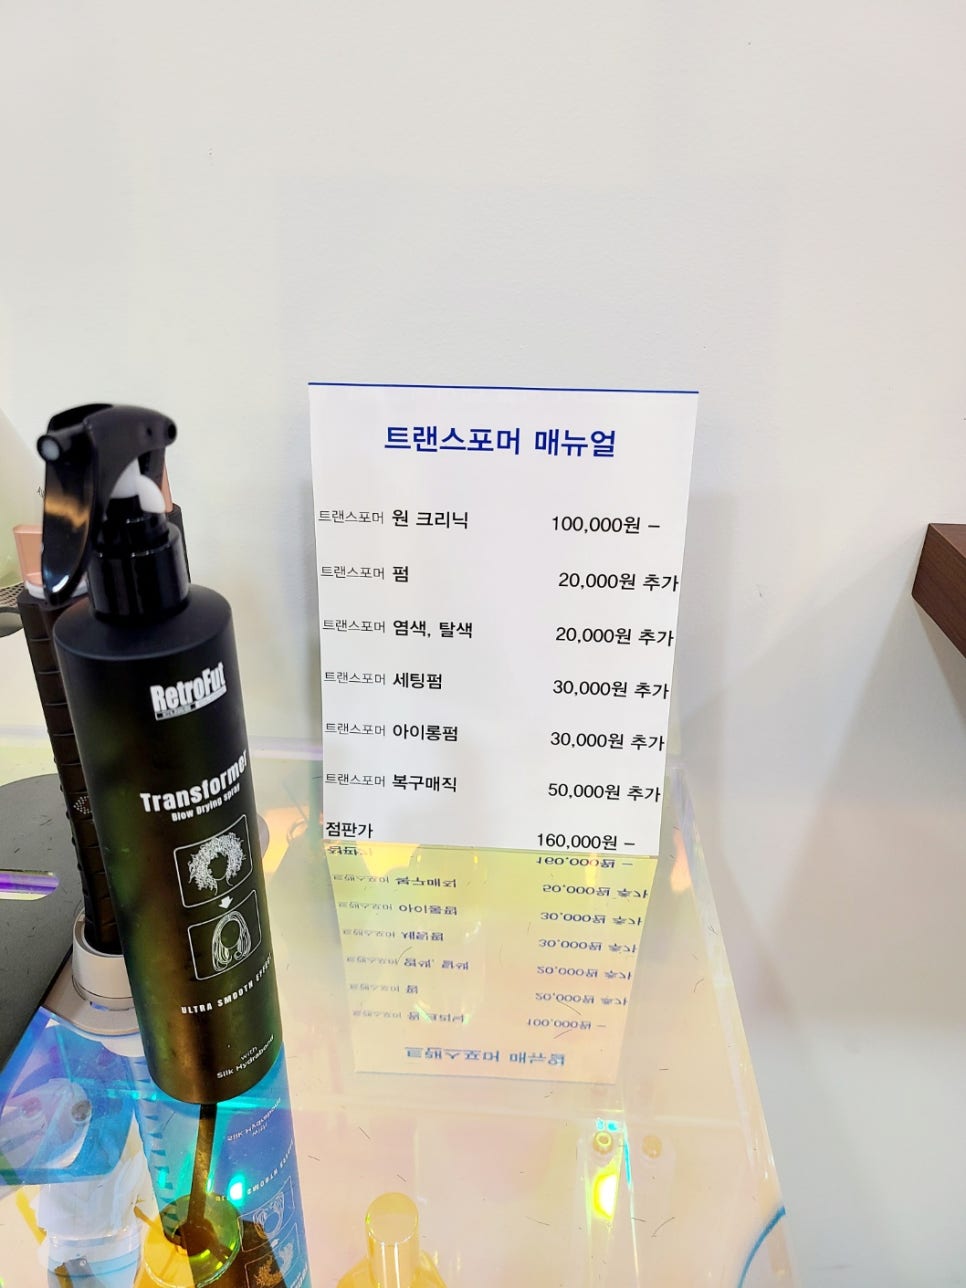 트랜스포머 매뉴얼
트랜스포머 원 크리닉 100,000원 –
트랜스포머 펌 20,000원 추가
트랜스포머 염색, 탈색 20,000원 추가
트랜스포머 세팅펌 30,000원 추가
트랜스포머 아이롱펌 30,000원 추가
트랜스포머 복구매직 50,000원 추가
점판가 160,000원 –
RetroFut
Transformer
Blow Drying spray
ULTRA SMOOTH EFFECT
with
Silk Hydrabond